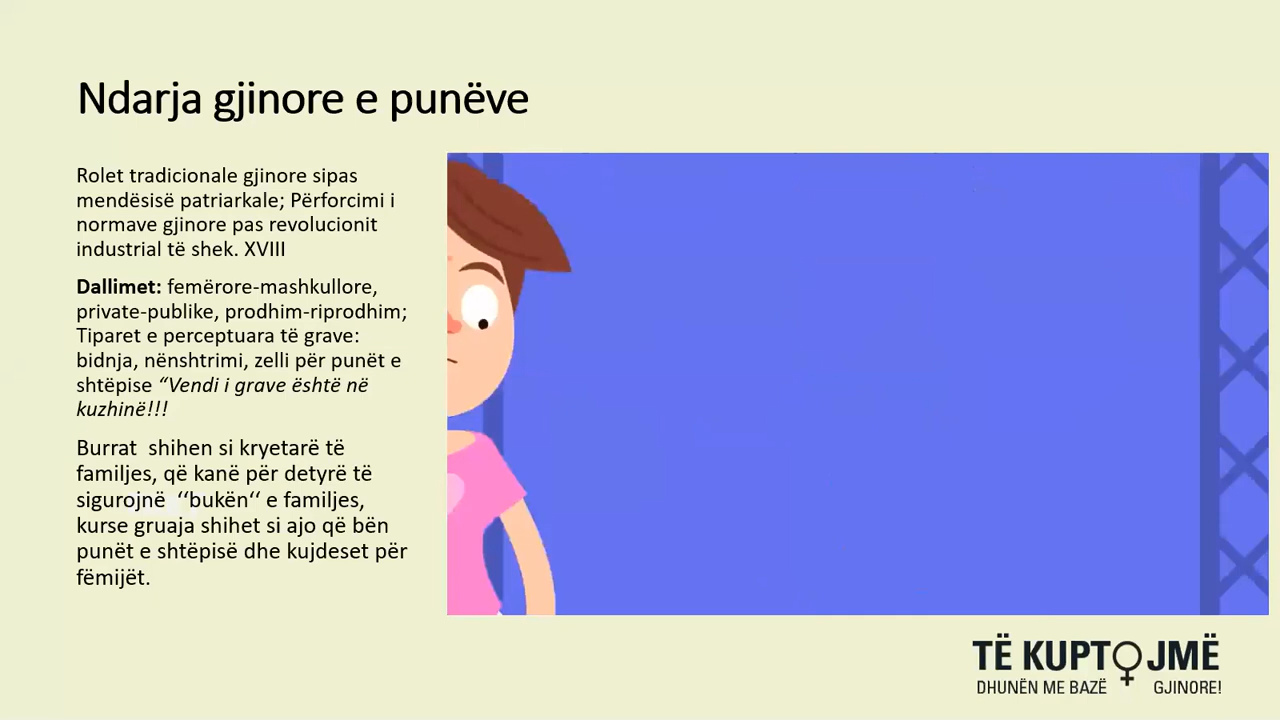 Ndarja gjinore e punëve
Rolet tradicionale gjinore sipas
mendësisë patriarkale; Përforcimi i
normave gjinore pas revolucionit
industrial të shek. XVIII
Dallimet: femërore-mashkullore,
private-publike, prodhim-riprodhim;
Tiparet e perceptuara të grave:
bidnja, nënshtrimi, zelli për punët e
shtëpise “Vendi i grave është në
kuzhinë!!!
Burrat  shihen si kryetarë të
familjes, që kanë për detyrë të
sigurojnë  ‘‘bukën‘‘ e familjes,
kurse gruaja shihet si ajo që bën
punët e shtëpisë dhe kujdeset për
fëmijët.
TË KUPTOJMË
DHUNËN ME BAZË GJINORE!